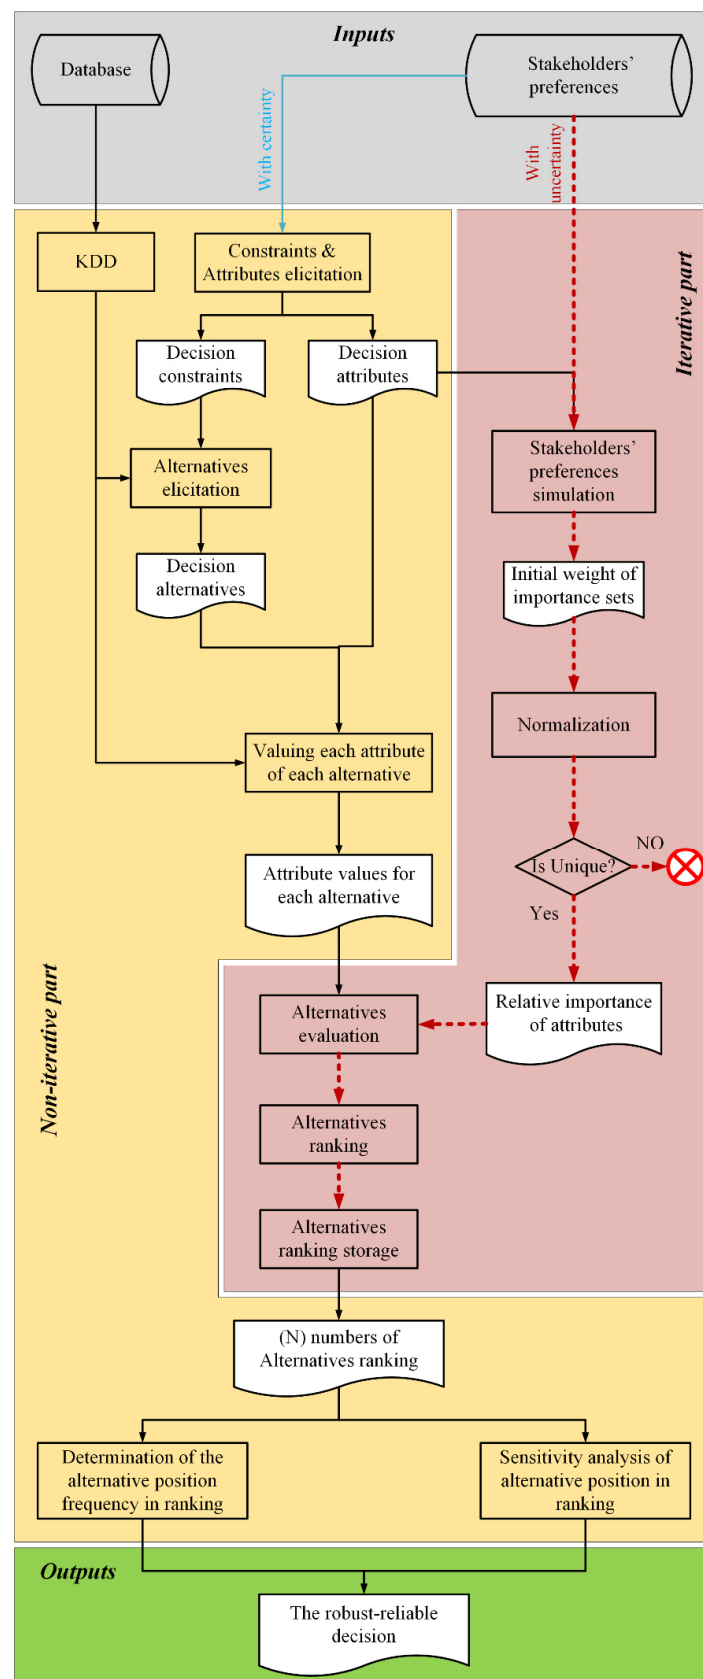 Inputs
Database
Stakeholders'
preferences
With certainty
With
uncertainty
KDD
Constraints &
Attributes elicitation
Iterative part
Decision
constraints
Decision
attributes
Alternatives
elicitation
Stakeholders'
preferences
simulation
Decision
alternatives
Initial weight of
importance sets
Normalization
Valuing each attribute
of each alternative
NO
Is Unique?
Attribute values for
each alternative
Yes
Non-iterative part
Alternatives
evaluation
Relative importance
of attributes
Alternatives
ranking
Alternatives
ranking storage
(N) numbers of
Alternatives ranking
Determination of the
alternative position
frequency in ranking
Sensitivity analysis of
alternative position in
ranking
Outputs
The robust-reliable
decision